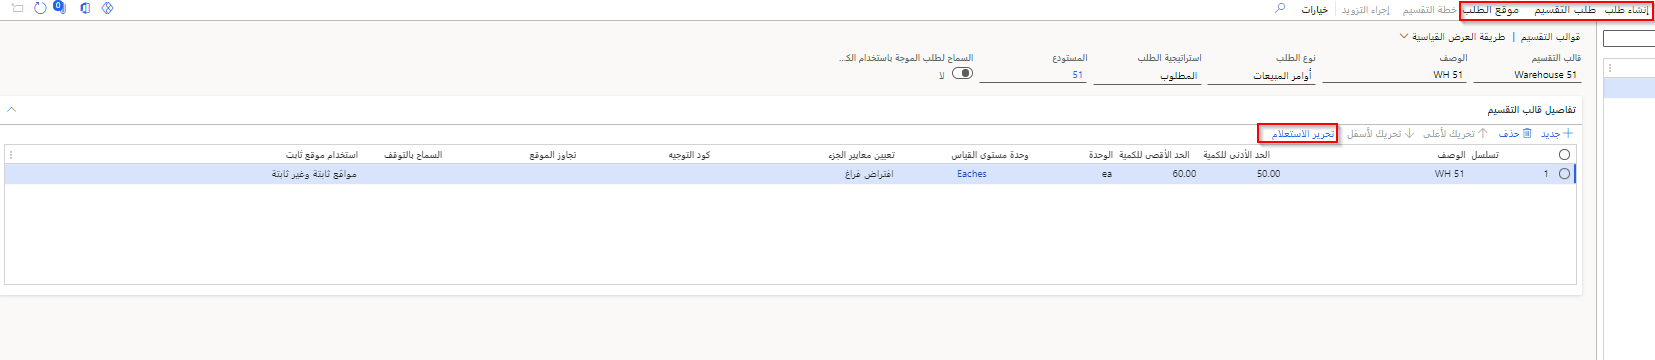 إنشاء طلب طلب التقسيم موقع الطلب خطة التقسيم إجراء التزويد خيارات 0
قوالب التقسيم | طريقة العرض القياسية
قالب التقسيم الوصف نوع الطلب استراتيجية الطلب المستودع السماح لطلب الموجة باستخدام الك...
Warehouse 51 WH 51 أوامر المبيعات المطلوب 51 لا
تفاصيل قالب التقسيم
جديد حذف تحريك لأعلى تحريك لأسفل تحرير الاستعلام
تسلسل الوصف الحد الأدنى للكمية الحد الأقصى للكمية الوحدة وحدة مستوى القياس تعيين معايير الجزء كود التوجيه تجاوز الموقع السماح بالتوقف استخدام موقع ثابت
1 WH 51 50.00 60.00 ea Eaches افتراض فراغ مواقع ثابتة وغير ثابتة